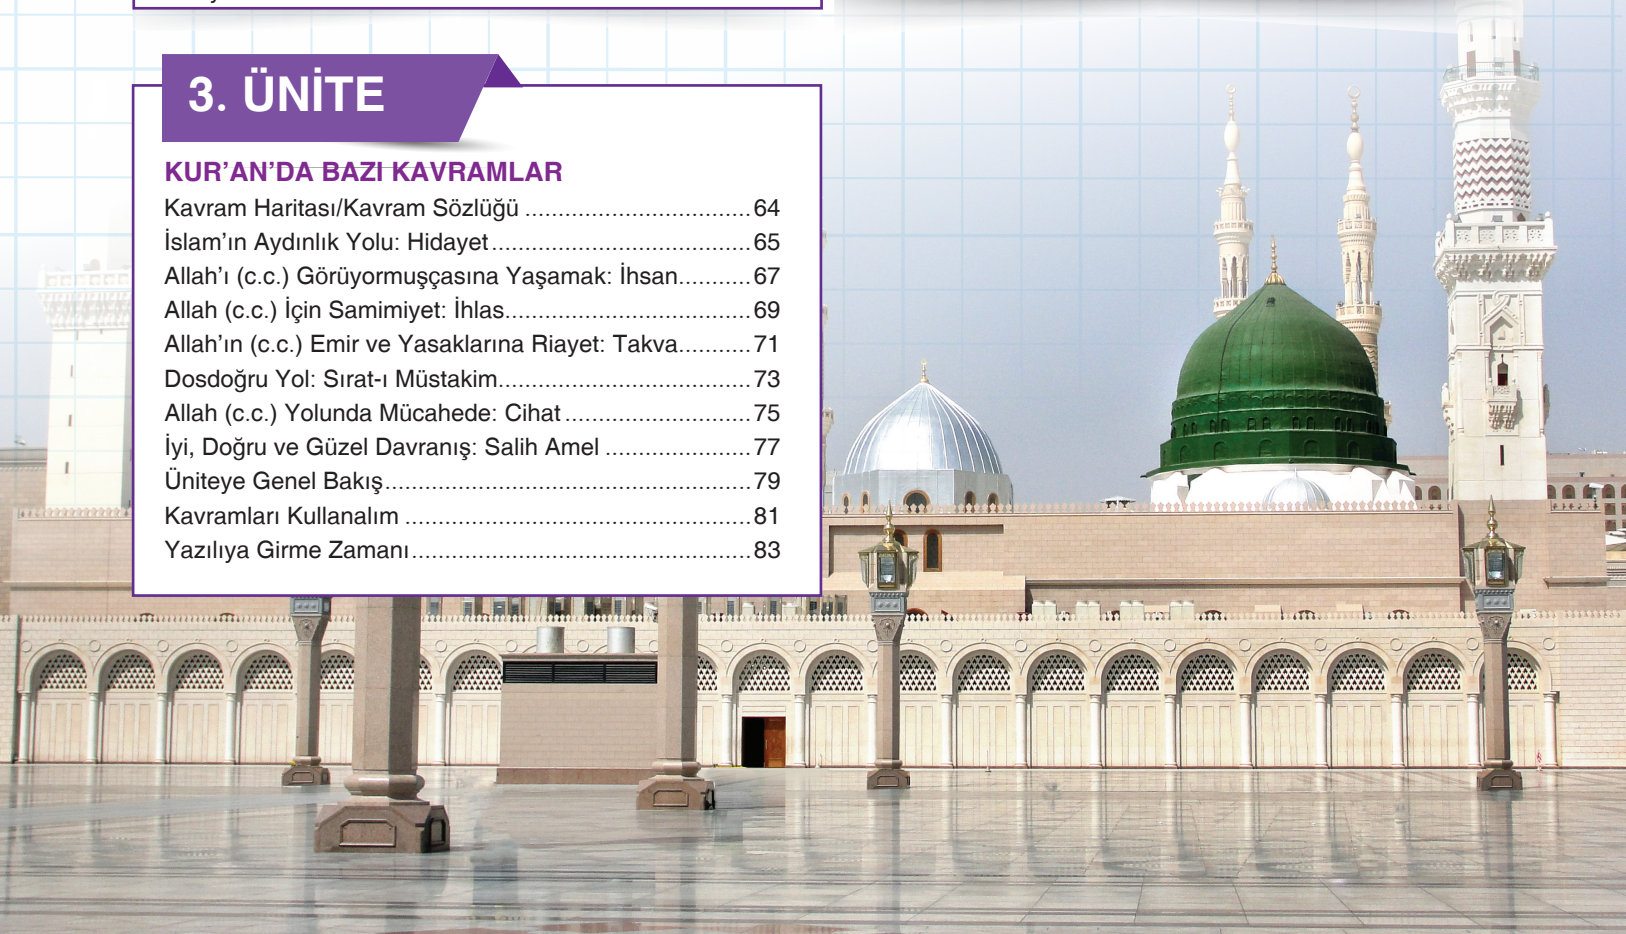 3. ÜNİTE
KUR’AN’DA BAZI KAVRAMLAR
Kavram Haritası/Kavram Sözlüğü ..................................64
İslam’ın Aydınlık Yolu: Hidayet.......................................65
Allah’ı (c.c.) Görüyormuşçasına Yaşamak: İhsan...........67
Allah (c.c.) İçin Samimiyet: İhlas.....................................69
Allah’ın (c.c.) Emir ve Yasaklarına Riayet: Takva...........71
Dosdoğru Yol: Sırat-ı Müstakim......................................73
Allah (c.c.) Yolunda Mücahede: Cihat ............................75
İyi, Doğru ve Güzel Davranış: Salih Amel ......................77
Üniteye Genel Bakış.......................................................79
Kavramları Kullanalım ....................................................81
Yazılıya Girme Zamanı...................................................83